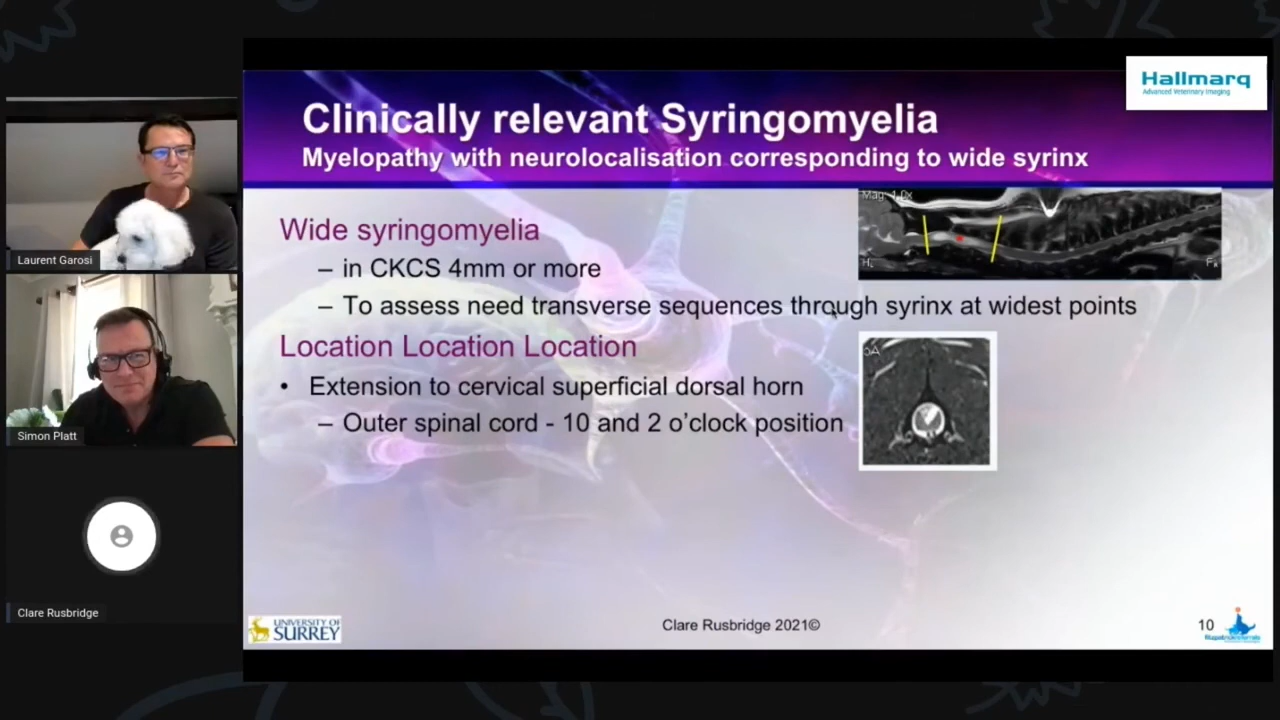 Hallmarq
Advanced Veterinary Imaging
Clinically relevant Syringomyelia
Myelopathy with neurolocalisation corresponding to wide syrinx
Mag: 1.0x
Wide syringomyelia
– in CKCS 4mm or more
– To assess need transverse sequences through syrinx at widest points
Location Location Location
• Extension to cervical superficial dorsal horn
– Outer spinal cord - 10 and 2 o’clock position
Laurent Garosi
Simon Platt
Clare Rusbridge
UNIVERSITY OF
SURREY
Clare Rusbridge 2021©
10